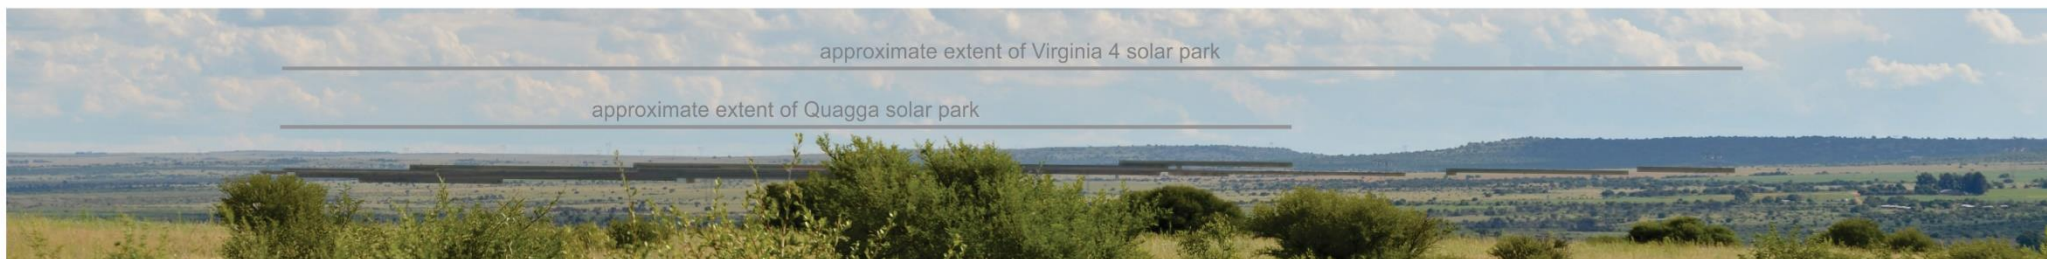 approximate extent of Virginia 4 solar park
approximate extent of Quagga solar park